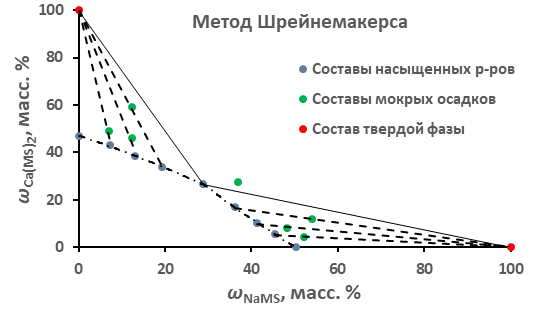 Метод Шрейнемакерса
Составы насыщенных р-ров
Составы мокрых осадков
Состав твердой фазы
ωCa(MS)2, масс. %
100
80
60
40
20
0
0 20 40 60 80 100
ωNaMS, масс. %